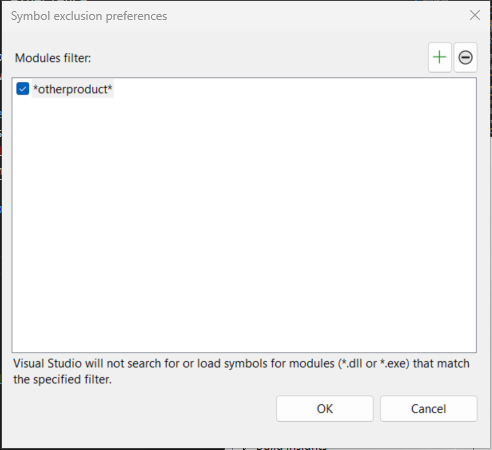 Symbol exclusion preferences
Modules filter:
*otherproduct*
Visual Studio will not search for or load symbols for modules (*.dll or *.exe) that match
the specified filter.
OK Cancel